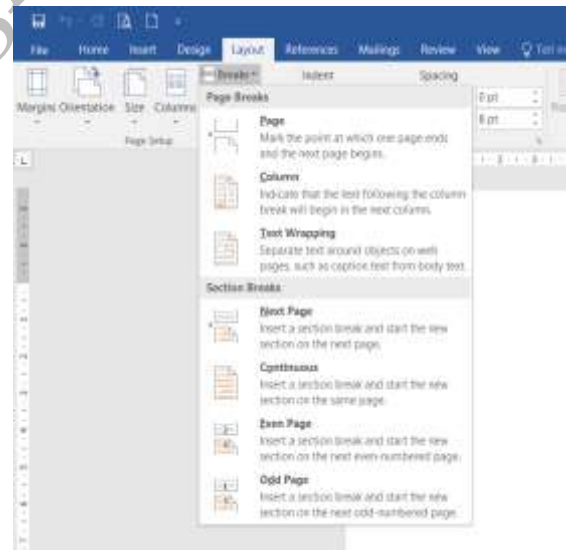 File Home Insert Design Layout References Mailings Review View
Breaks Indent Spacing
Margins Orientation Size Columns
Page Setup
Page Breaks
Page
Mark the point at which one page ends
and the next page begins.
Column
Indicate that the text following the column
break will begin in the next column.
Text Wrapping
Separate text around objects on web
pages, such as caption text from body text.
Section Breaks
Next Page
Insert a section break and start the new
section on the next page.
Continuous
Insert a section break and start the new
section on the same page.
Even Page
Insert a section break and start the new
section on the next even-numbered page.
Odd Page
Insert a section break and start the new
section on the next odd-numbered page.
0 pt
8 pt
L